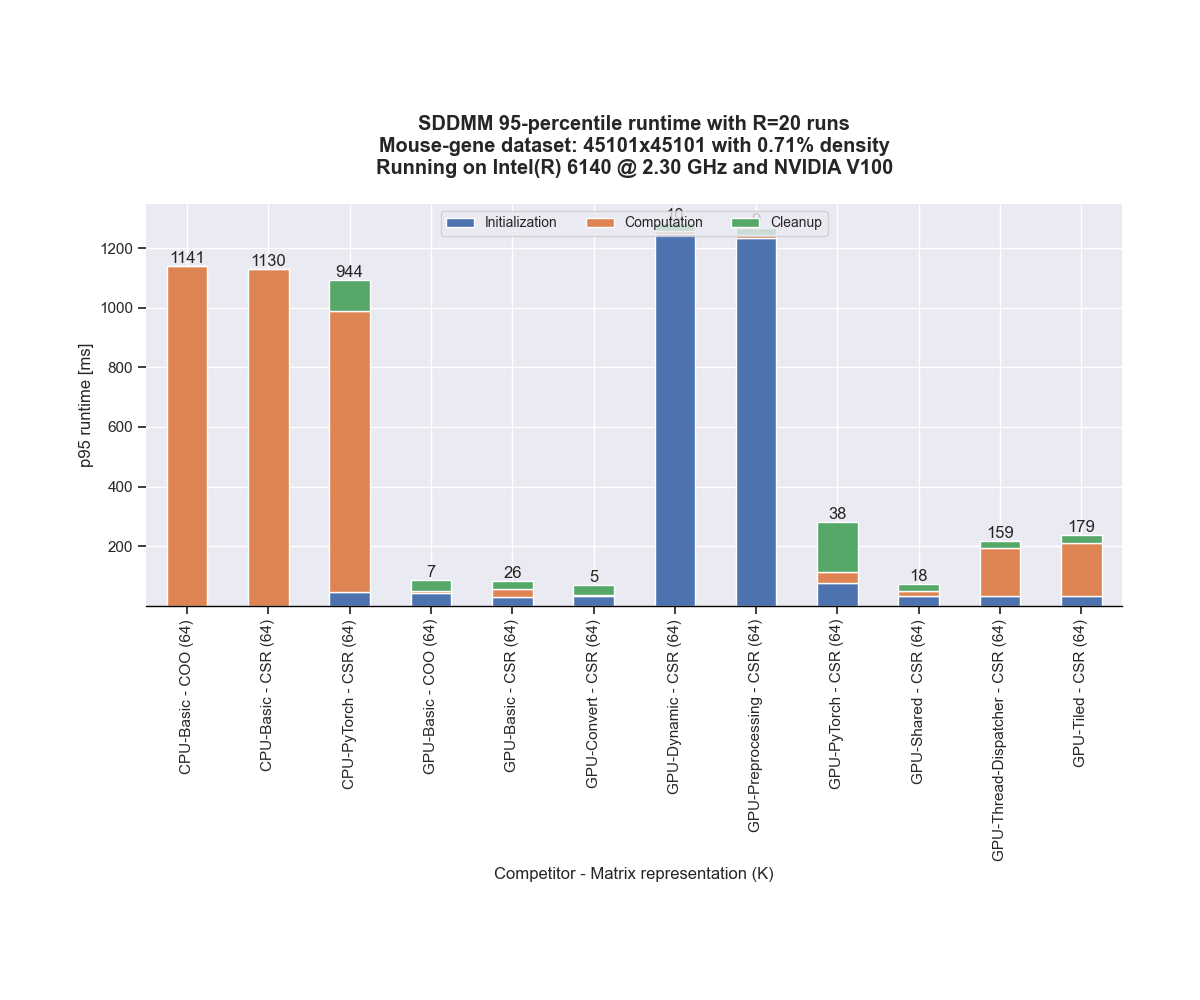 SDDMM 95-percentile runtime with R=20 runs
Mouse-gene dataset: 45101x45101 with 0.71% density
Running on Intel(R) 6140 @ 2.30 GHz and NVIDIA V100
Initialization Computation Cleanup
p95 runtime [ms]
1200
1000
800
600
400
200
1141
1130
944
7
26
5
10
38
18
159
179
CPU-Basic - COO (64)
CPU-Basic - CSR (64)
CPU-PyTorch - CSR (64)
GPU-Basic - COO (64)
GPU-Basic - CSR (64)
GPU-Convert - CSR (64)
GPU-Dynamic - CSR (64)
GPU-Preprocessing - CSR (64)
GPU-PyTorch - CSR (64)
GPU-Shared - CSR (64)
GPU-Thread-Dispatcher - CSR (64)
GPU-Tiled - CSR (64)
Competitor - Matrix representation (K)